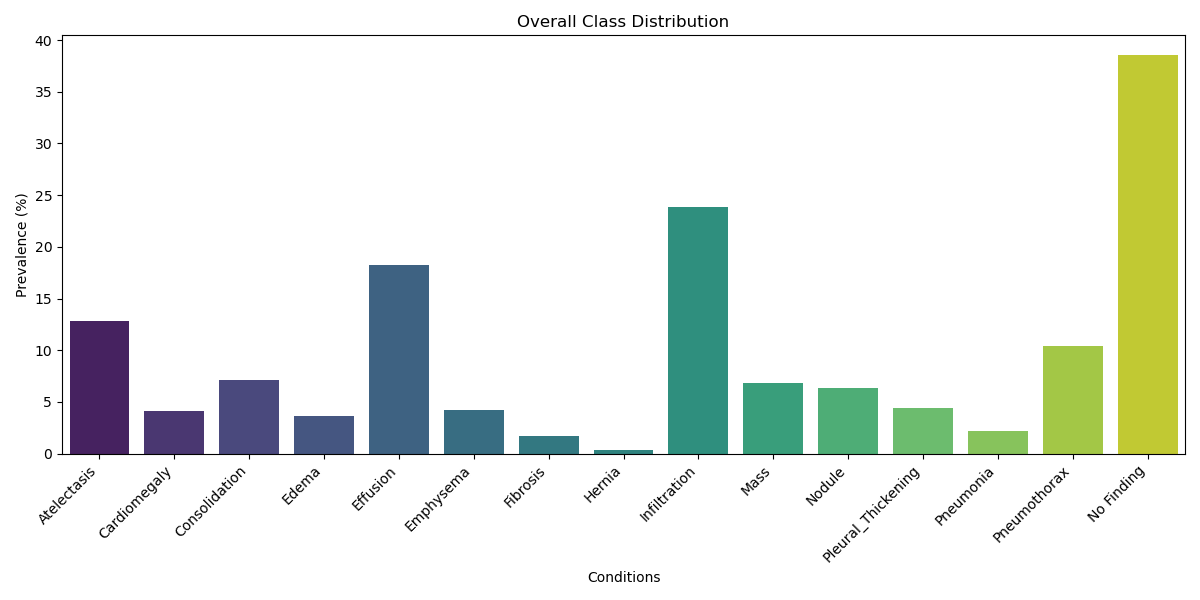 Overall Class Distribution
40
35
30
25
20
15
10
5
0
Prevalence (%)
Atelectasis
Cardiomegaly
Consolidation
Edema
Effusion
Emphysema
Fibrosis
Hernia
Infiltration
Mass
Nodule
Pleural_Thickening
Pneumonia
Pneumothorax
No Finding
Conditions